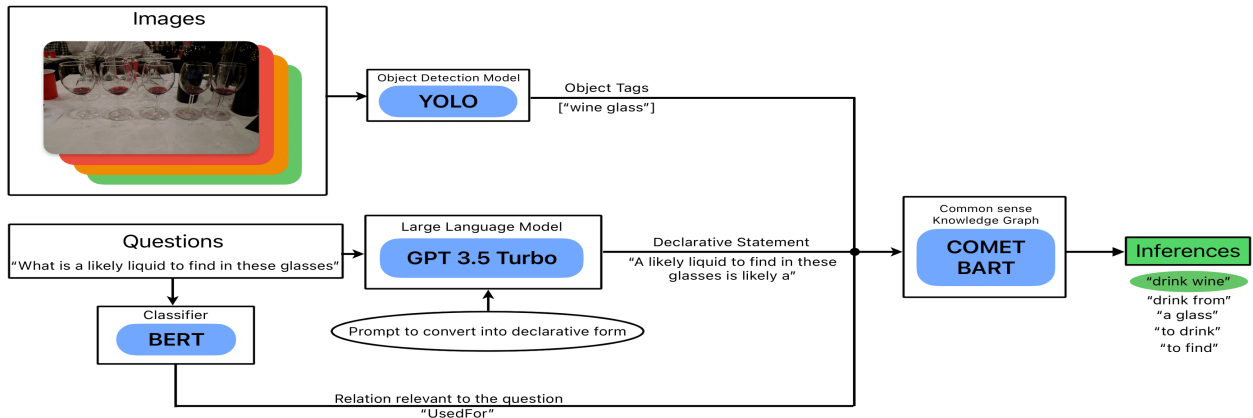 Images
Object Detection Model
YOLO
Object Tags
["wine glass"]
Questions
"What is a likely liquid to find in these glasses"
Large Language Model
GPT 3.5 Turbo
Declarative Statement
"A likely liquid to find in these
glasses is likely a"
Common sense
Knowledge Graph
COMET
BART
Inferences
"drink wine"
"drink from"
"a glass"
"to drink"
"to find"
Classifier
BERT
Prompt to convert into declarative form
Relation relevant to the question
"UsedFor"